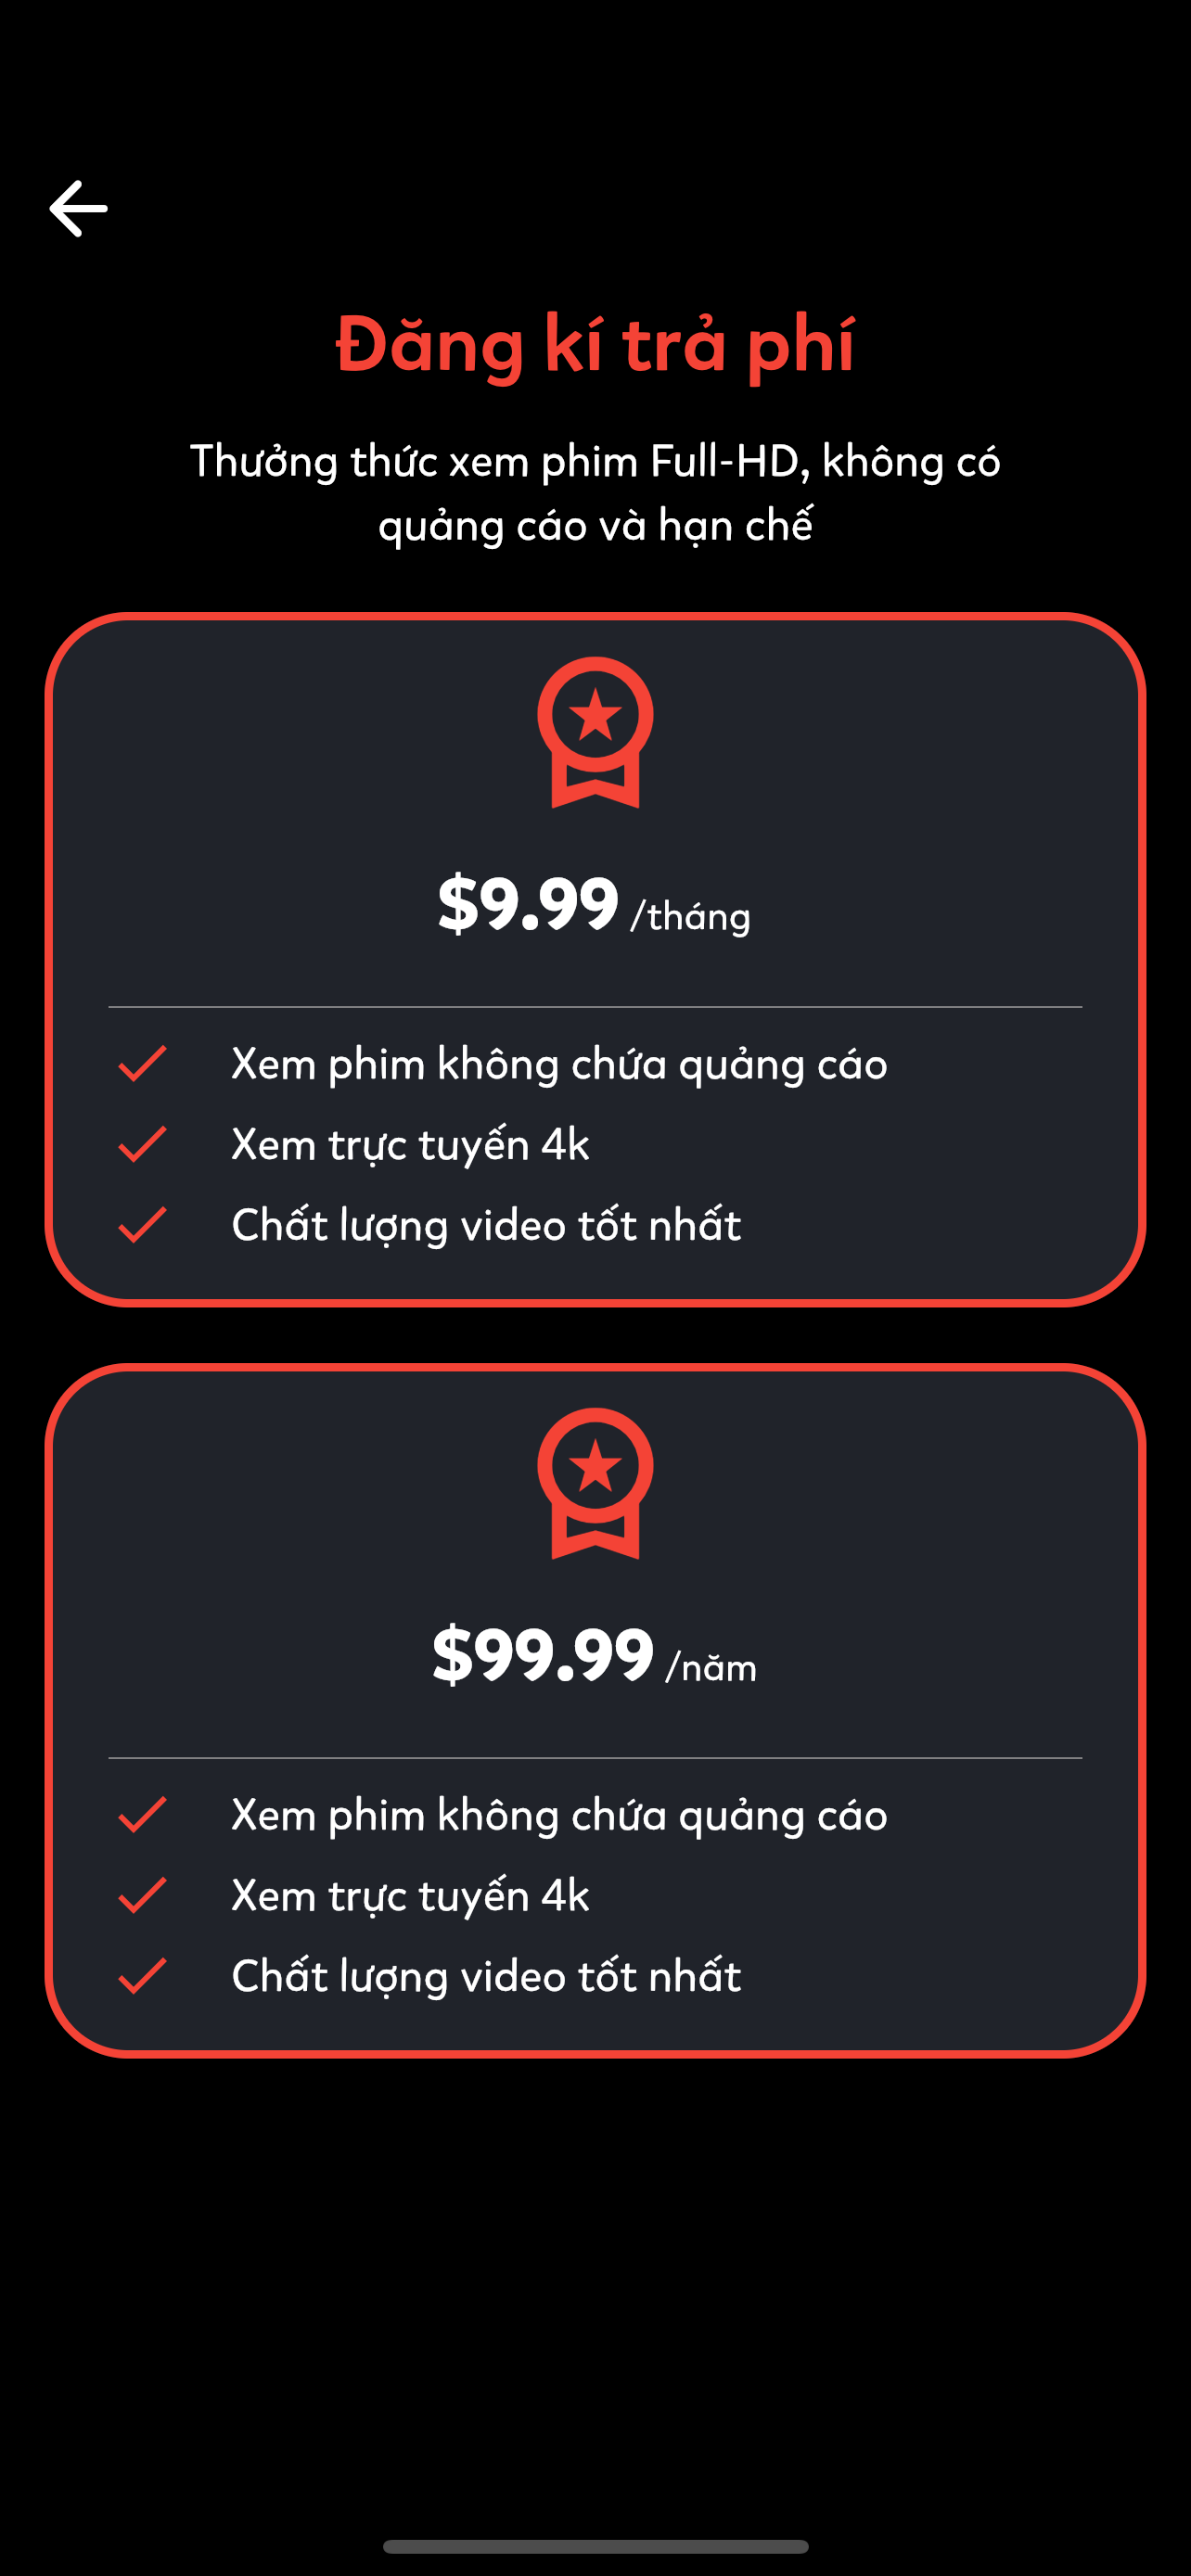 Đăng kí trả phí
Thưởng thức xem phim Full-HD, không có
quảng cáo và hạn chế
$9.99 /tháng
Xem phim không chứa quảng cáo
Xem trực tuyến 4k
Chất lượng video tốt nhất
$99.99 /năm
Xem phim không chứa quảng cáo
Xem trực tuyến 4k
Chất lượng video tốt nhất